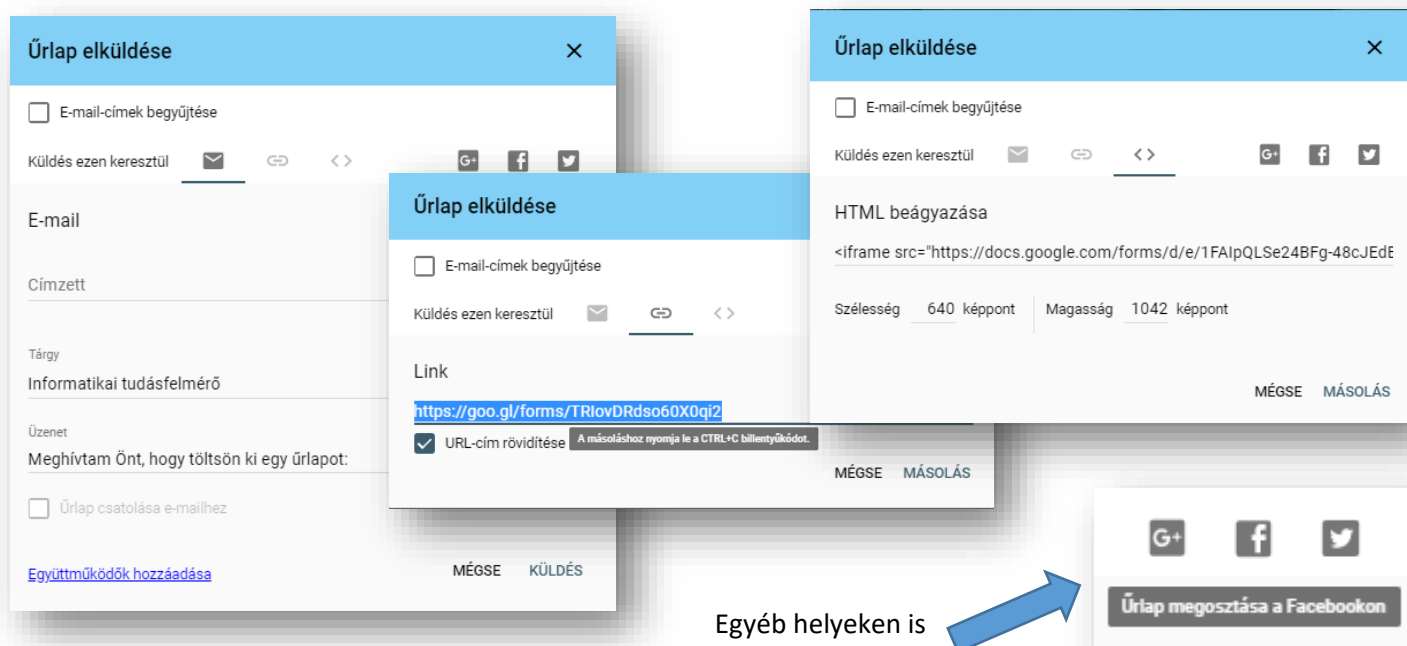 Űrlap elküldése
E-mail-címek begyűjtése
Küldés ezen keresztül
G+
E-mail
Címzett
Tárgy
Informatikai tudásfelmérő
Üzenet
Meghívtam Önt, hogy töltsön ki egy űrlapot:
Űrlap csatolása e-mailhez
Együttműködők hozzáadása
MÉGSE KÜLDÉS
Űrlap elküldése
E-mail-címek begyűjtése
Küldés ezen keresztül
Link
https://goo.gl/forms/TRIovDRdso60X0qi2
URL-cím rövidítése
A másoláshoz nyomja le a CTRL+C billentyűkódot.
MÉGSE MÁSOLÁS
Űrlap elküldése
E-mail-címek begyűjtése
Küldés ezen keresztül
G+
HTML beágyazása
<iframe src="https://docs.google.com/forms/d/e/1FAIpQLSe24BFg-48cJEdE
Szélesség 640 képpont Magasság 1042 képpont
MÉGSE MÁSOLÁS
G+
Űrlap megosztása a Facebookon
Egyéb helyeken is